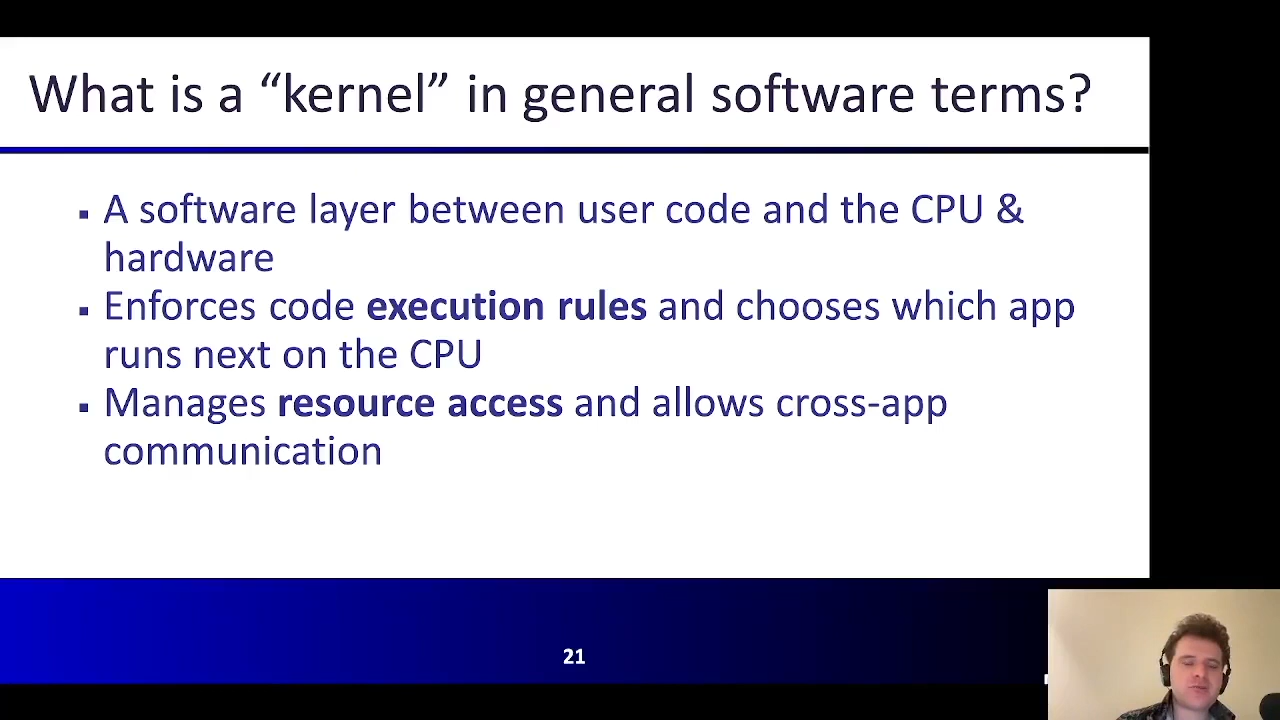 What is a “kernel” in general software terms?
▪ A software layer between user code and the CPU &
hardware
▪ Enforces code execution rules and chooses which app
runs next on the CPU
▪ Manages resource access and allows cross-app
communication
21